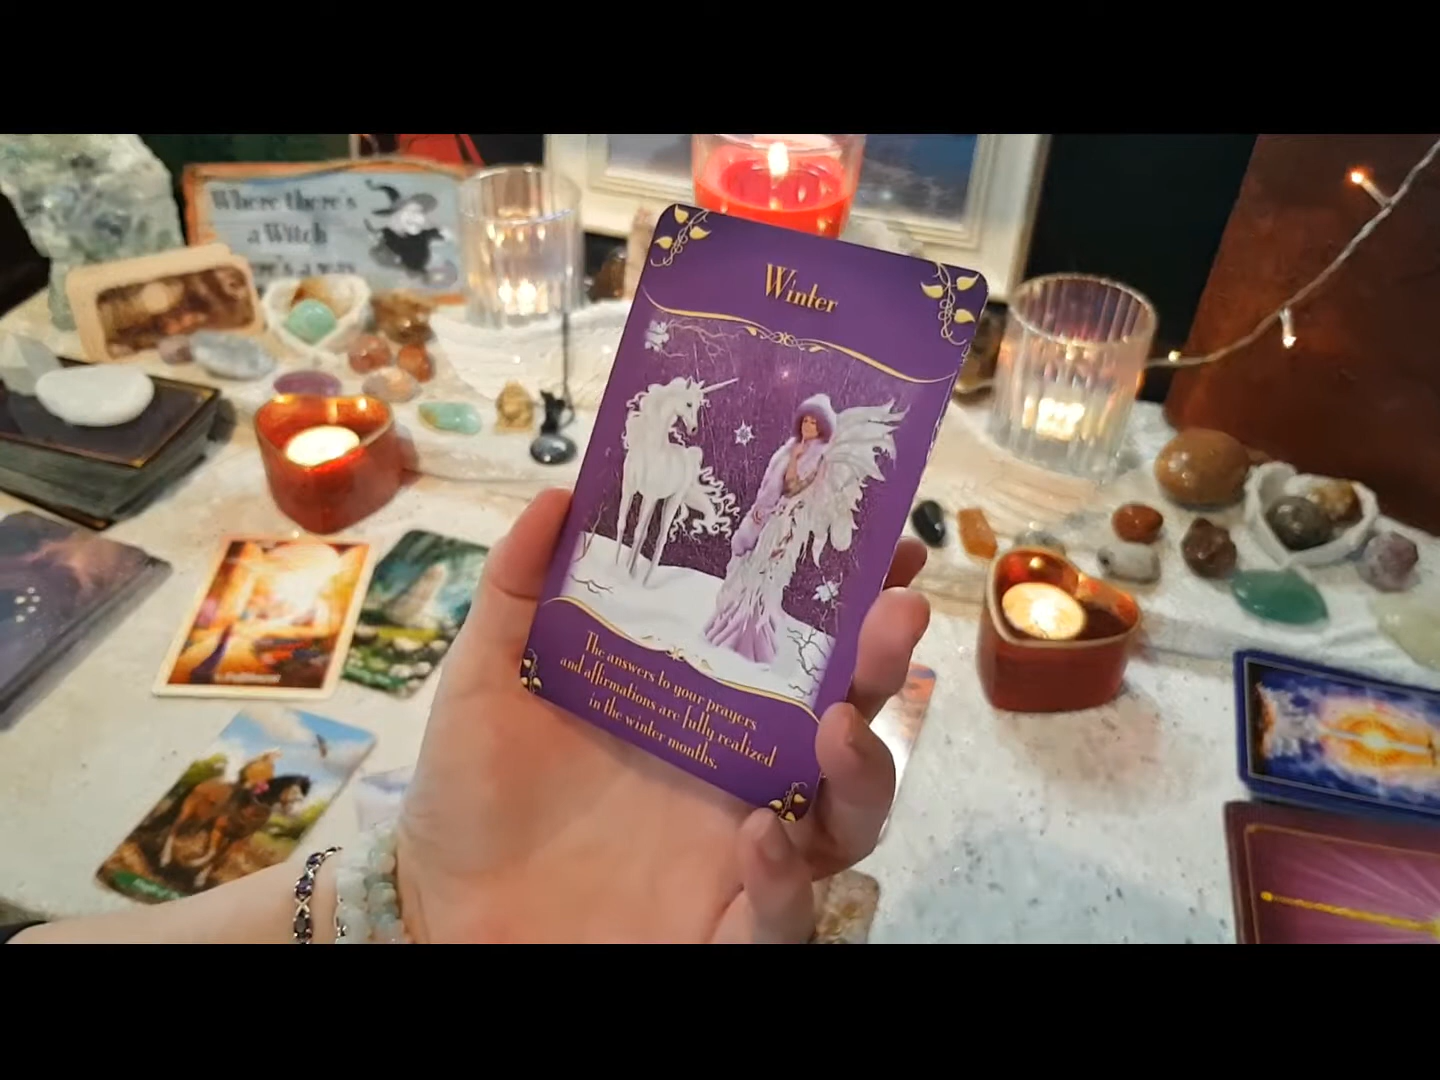 Where there's
a Witch
Winter
The answers to your prayers
and affirmations are fully realized
in the winter months.